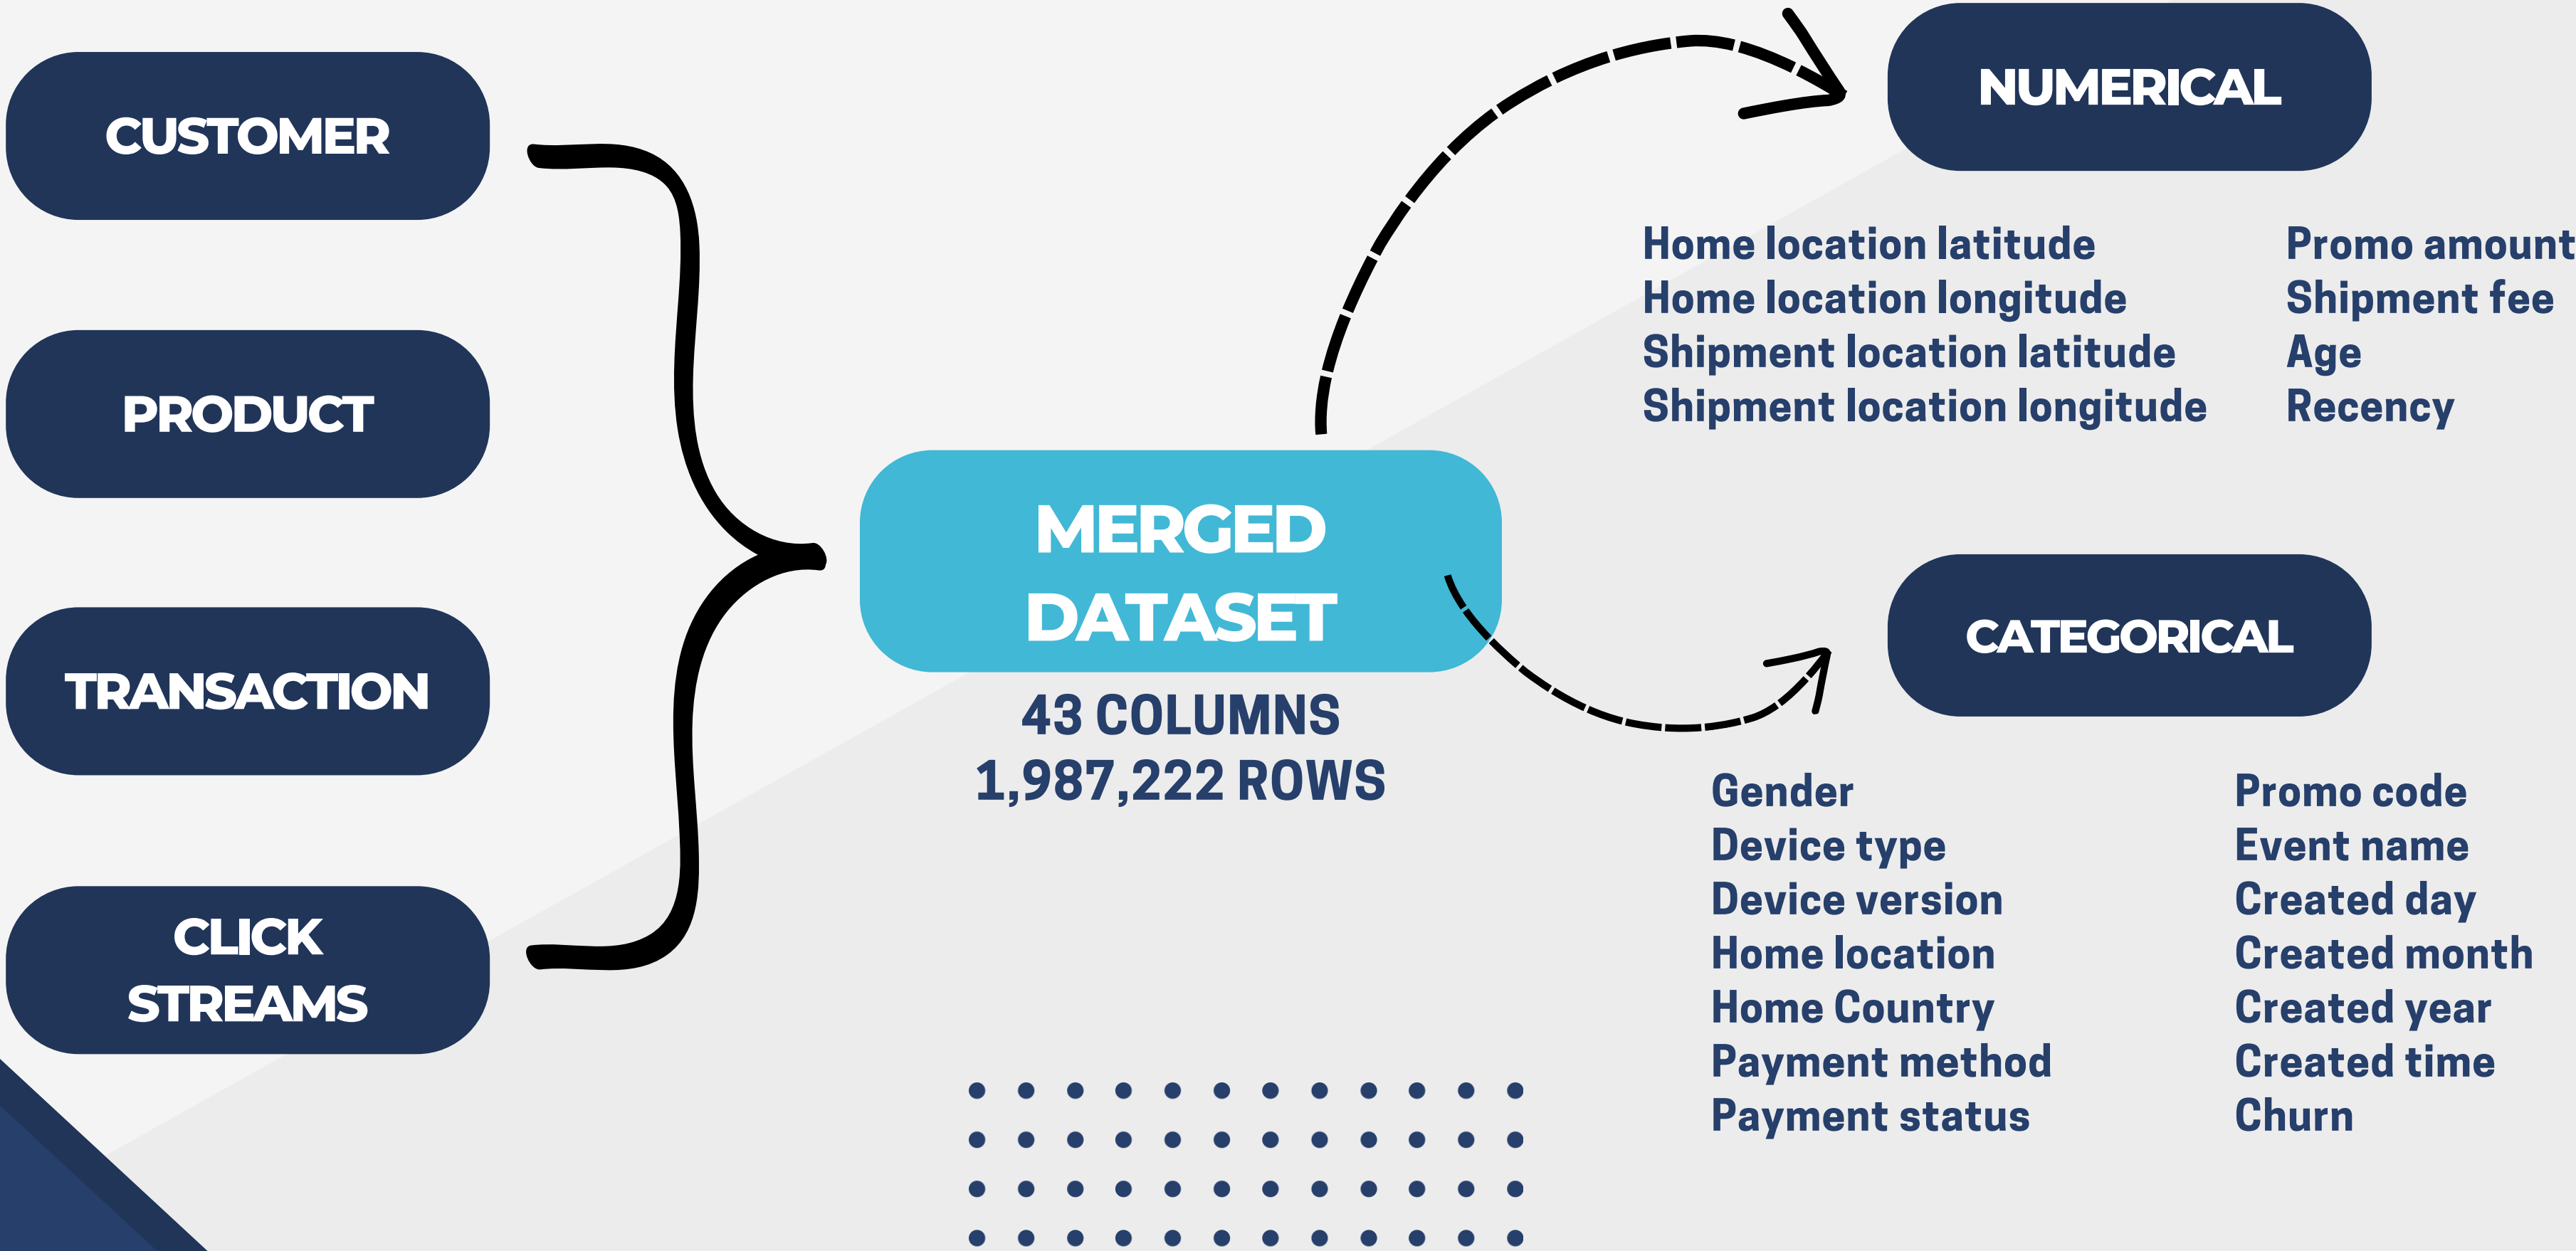 CUSTOMER
PRODUCT
TRANSACTION
CLICK
STREAMS
MERGED
DATASET
43 COLUMNS
1,987,222 ROWS
NUMERICAL
Home location latitude
Home location longitude
Shipment location latitude
Shipment location longitude
Promo amount
Shipment fee
Age
Recency
CATEGORICAL
Gender
Device type
Device version
Home location
Home Country
Payment method
Payment status
Promo code
Event name
Created day
Created month
Created year
Created time
Churn